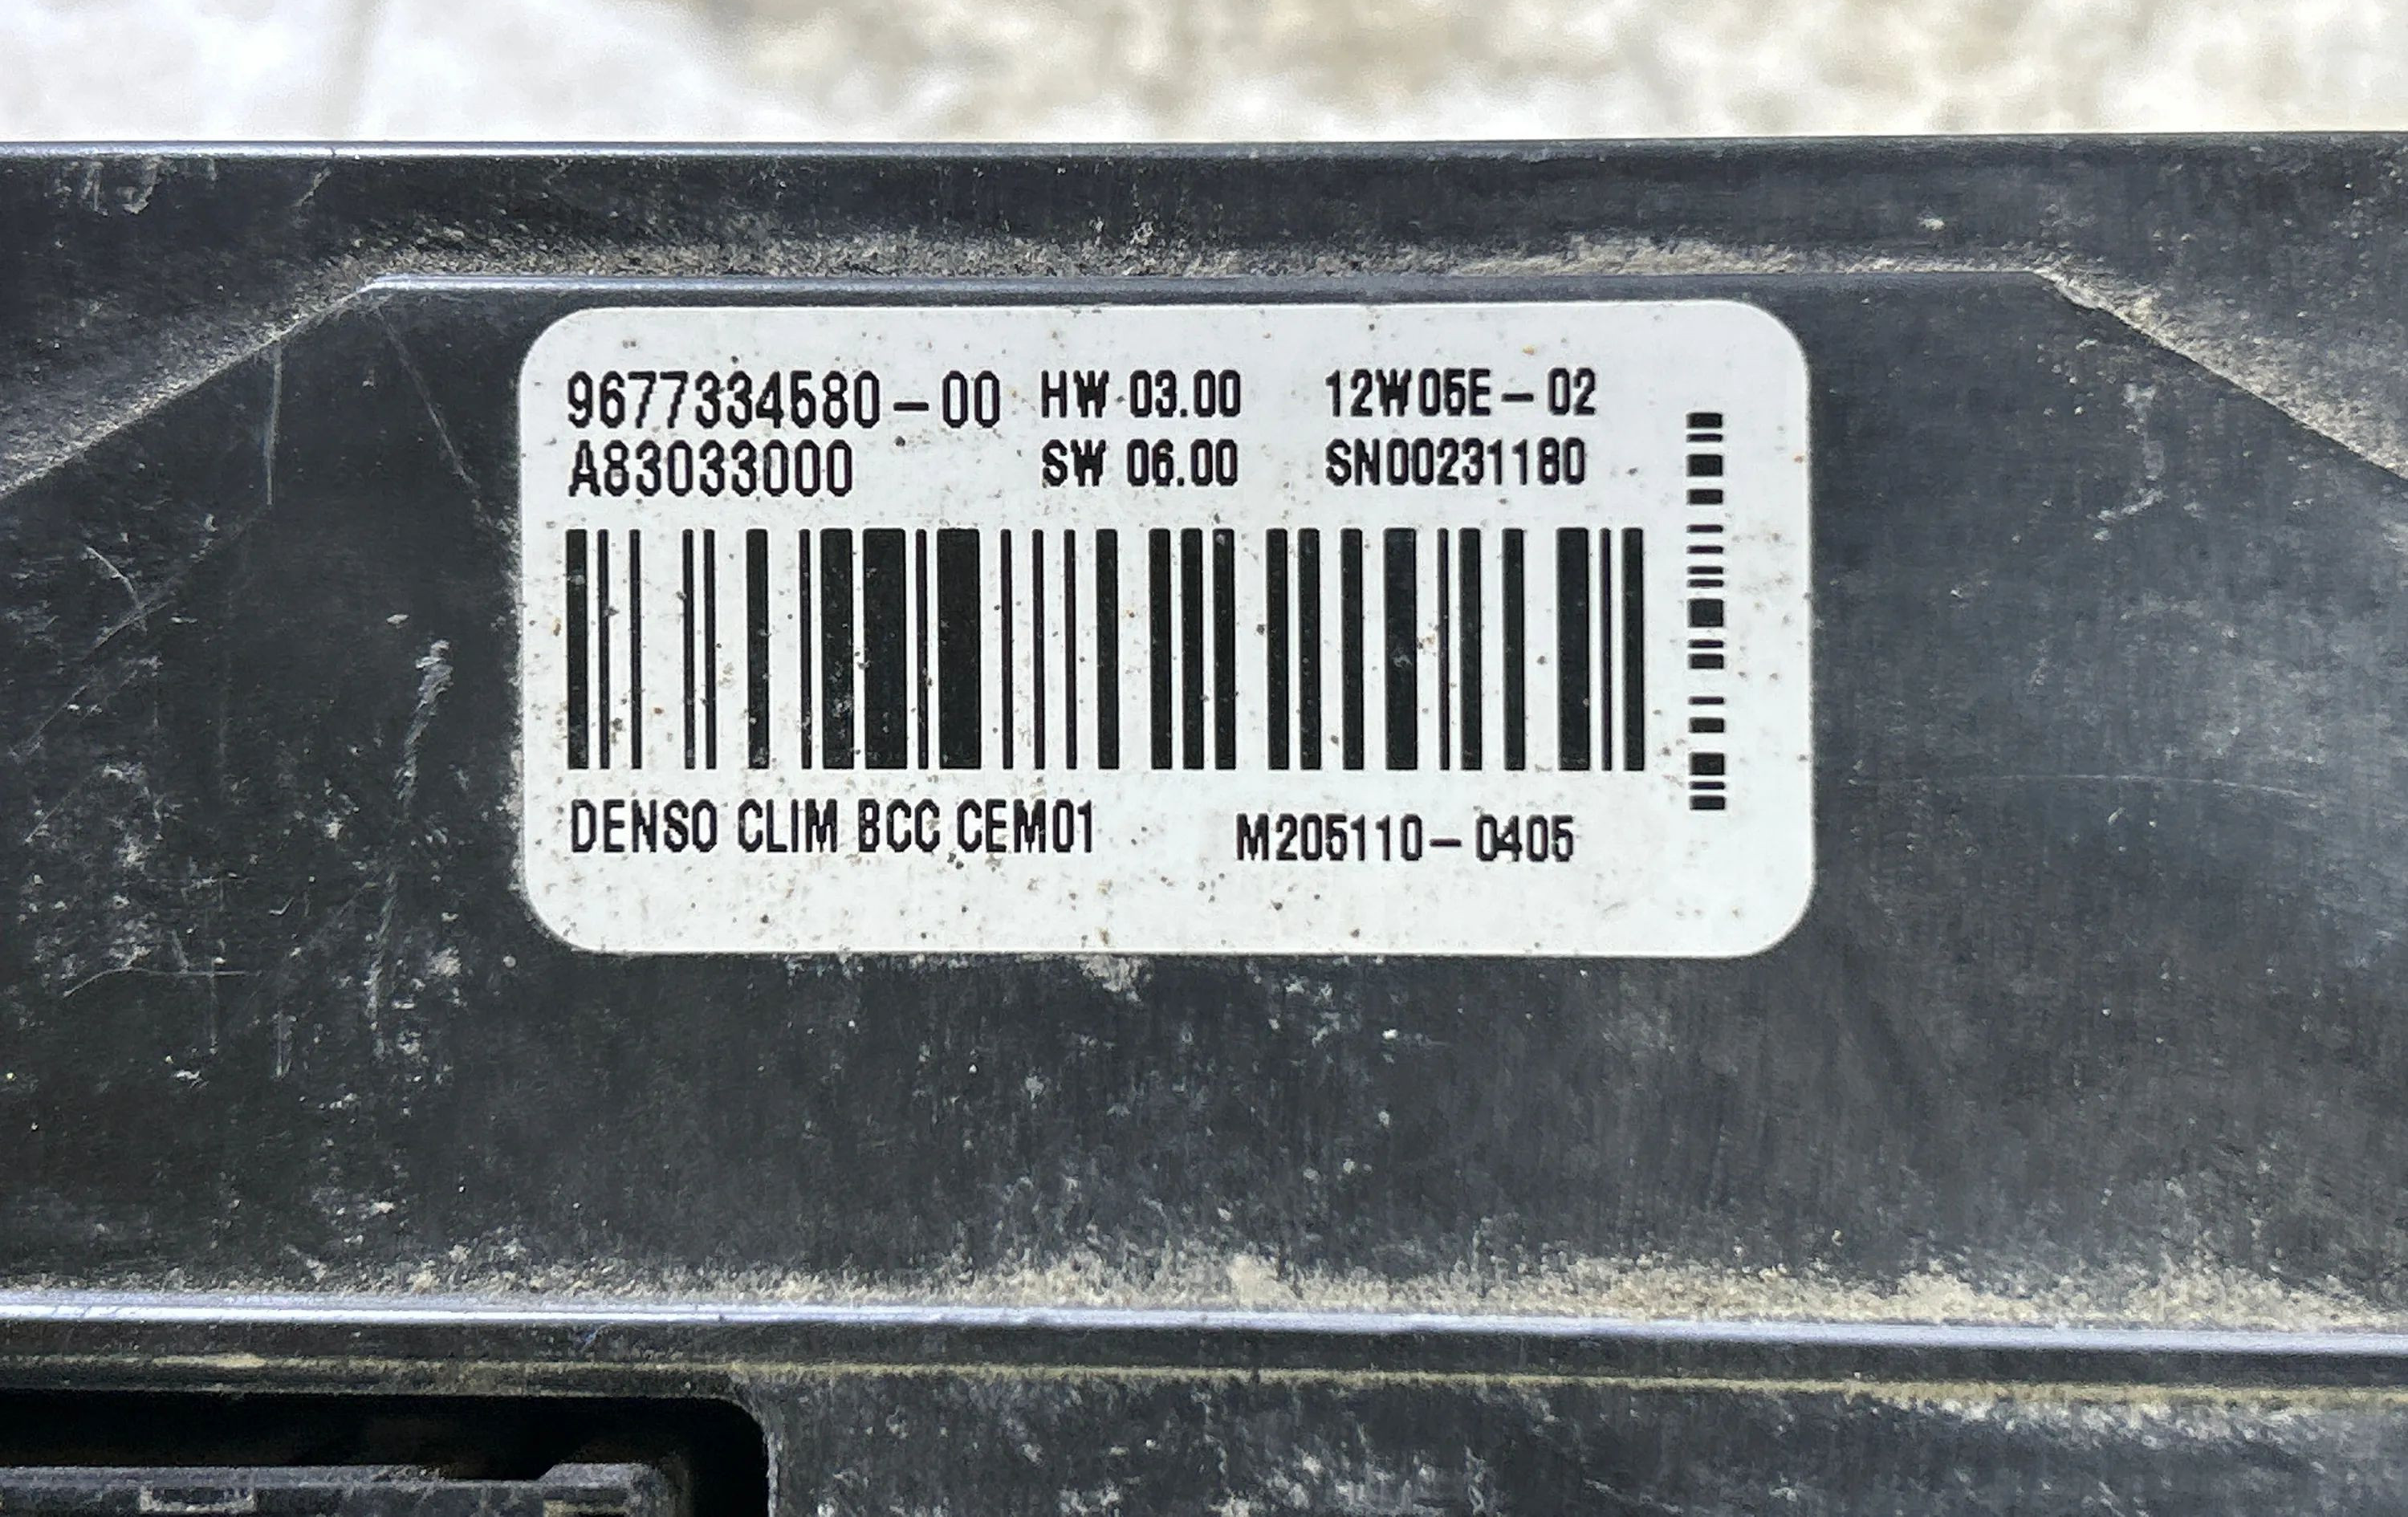 9677334580-00 HW 03.00 12W05E-02
A83033000 SW 06.00 SN00231180
DENSO CLIM BCC CEM01 M205110-0405